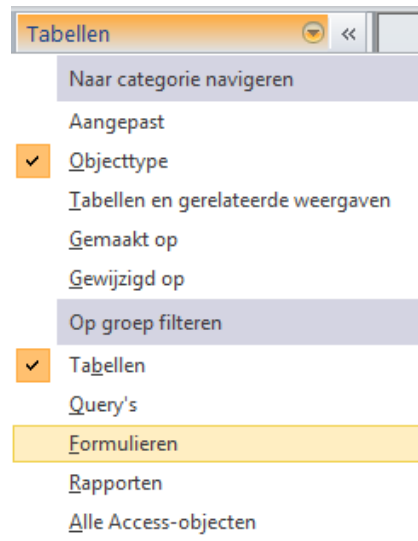 Tabellen «
Naar categorie navigeren
Aangepast
Objecttype
Tabellen en gerelateerde weergaven
Gemaakt op
Gewijzigd op
Op groep filteren
Tabellen
Query's
Formulieren
Rapporten
Alle Access-objecten